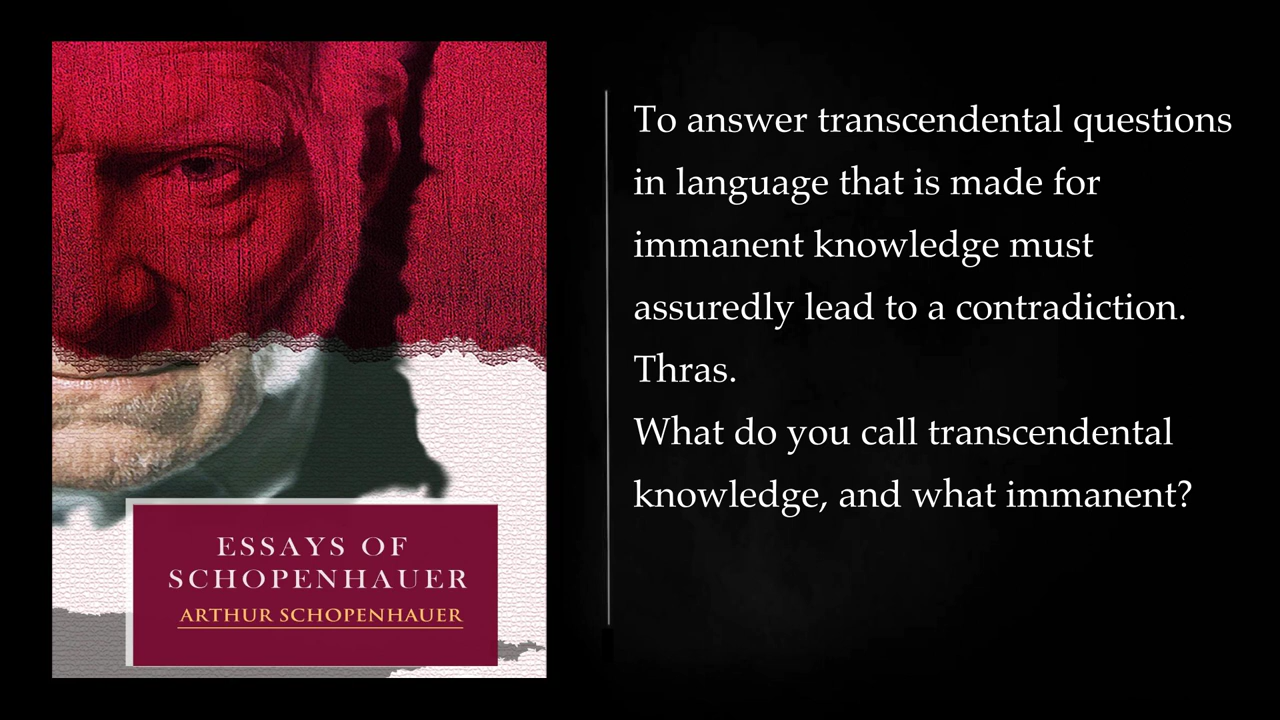 ESSAYS OF
SCHOPENHAUER
ARTHUR SCHOPENHAUER
To answer transcendental questions
in language that is made for
immanent knowledge must
assuredly lead to a contradiction.
Thras.
What do you call transcendental
knowledge, and what immanent?